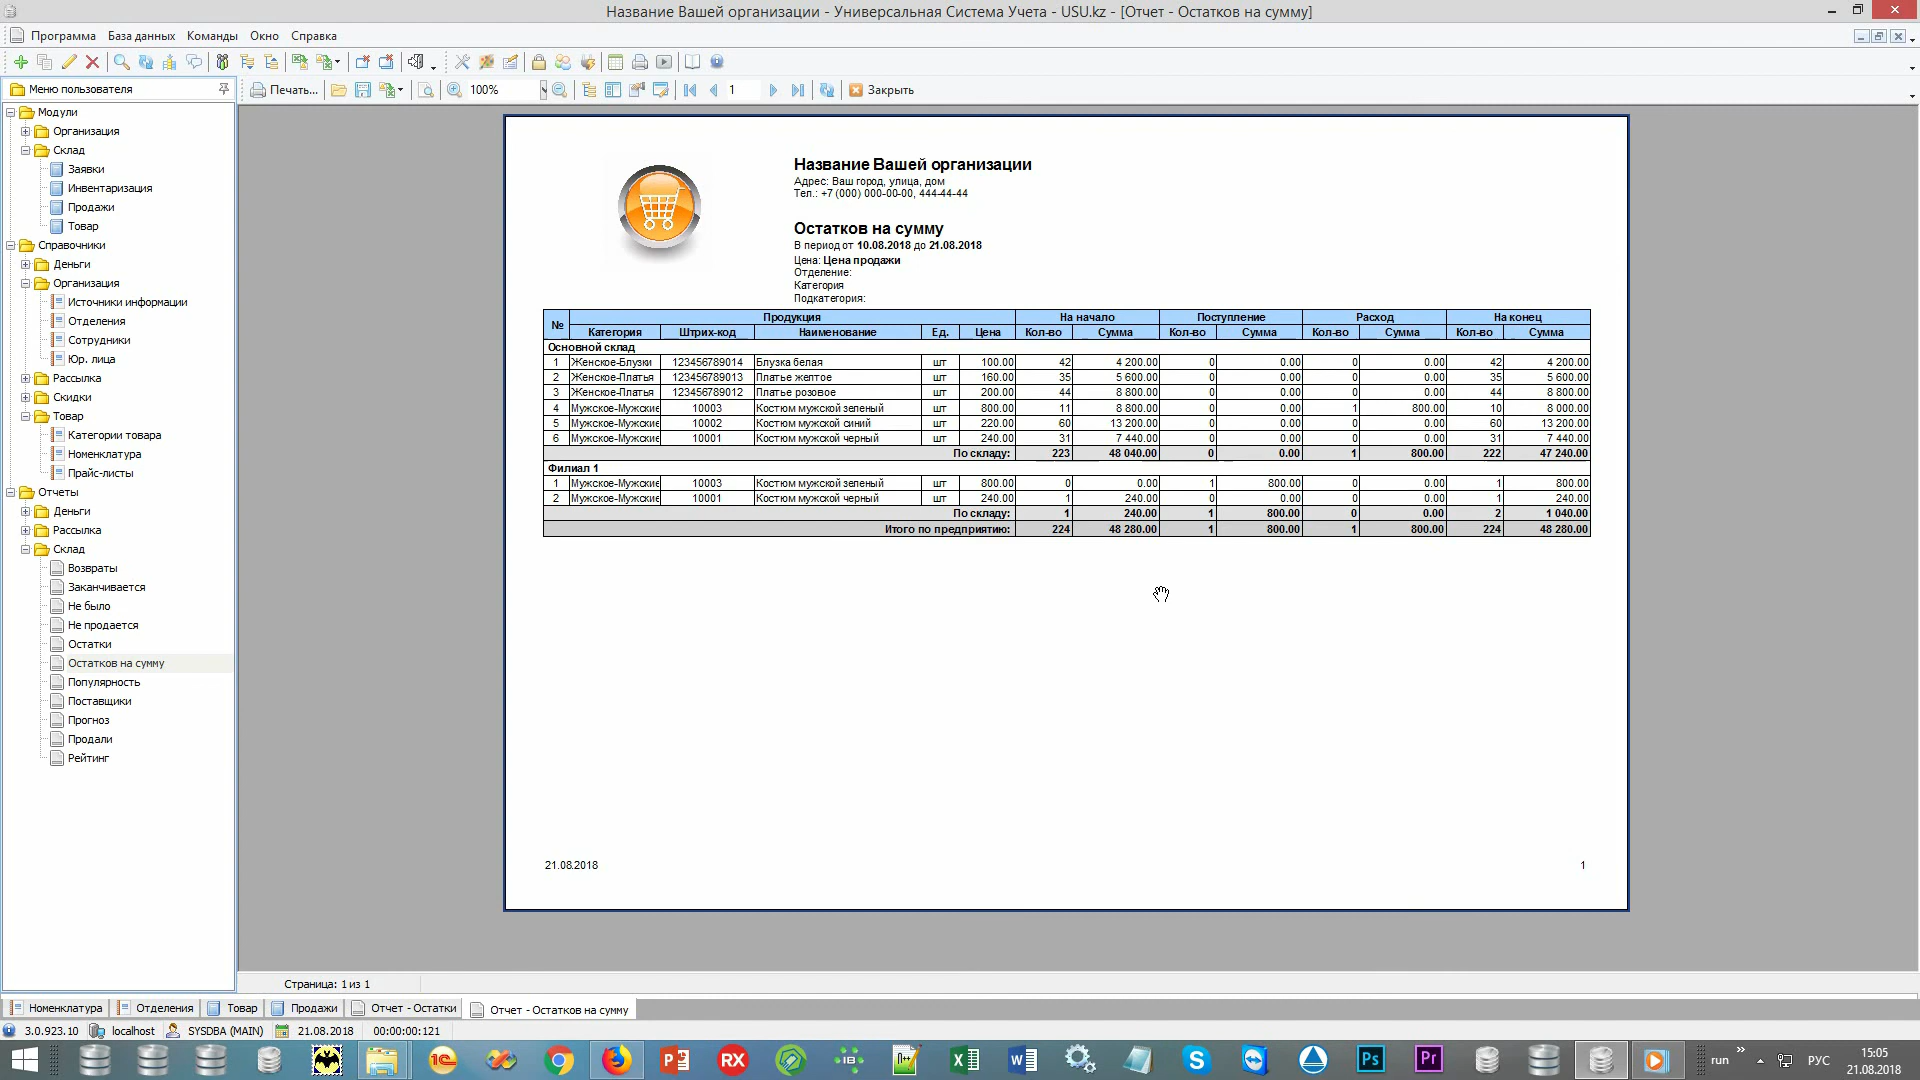 Название Вашей организации - Универсальная Система Учета - USU.kz - [Отчет - Остатков на сумму]
Программа База данных Команды Окно Справка
Меню пользователя
Печать... 100% 1 Закрыть
Модули
Организация
Склад
Заявки
Инвентаризация
Продажи
Товар
Справочники
Деньги
Организация
Источники информации
Отделения
Сотрудники
Юр. лица
Рассылка
Скидки
Товар
Категории товара
Номенклатура
Прайс-листы
Отчеты
Деньги
Рассылка
Склад
Возвраты
Заканчивается
Не было
Не продается
Остатки
Остатков на сумму
Популярность
Поставщики
Прогноз
Продали
Рейтинг
Название Вашей организации
Адрес: Ваш город, улица, дом
Тел.: +7 (000) 000-00-00, 444-44-44
Остатков на сумму
В период от 10.08.2018 до 21.08.2018
Цена: Цена продажи
Отделение:
Категория
Подкатегория:
№ Продукция На начало Поступление Расход На конец
Категория Штрих-код Наименование Ед. Цена Кол-во Сумма Кол-во Сумма Кол-во Сумма Кол-во Сумма
Основной склад
1 Женское-Блузки 123456789014 Блузка белая шт 100.00 42 4 200.00 0 0.00 0 0.00 42 4 200.00
2 Женское-Платья 123456789013 Платье желтое шт 160.00 35 5 600.00 0 0.00 0 0.00 35 5 600.00
3 Женское-Платья 123456789012 Платье розовое шт 200.00 44 8 800.00 0 0.00 0 0.00 44 8 800.00
4 Мужское-Мужские 10003 Костюм мужской зеленый шт 800.00 11 8 800.00 0 0.00 1 800.00 10 8 000.00
5 Мужское-Мужские 10002 Костюм мужской синий шт 220.00 60 13 200.00 0 0.00 0 0.00 60 13 200.00
6 Мужское-Мужские 10001 Костюм мужской черный шт 240.00 31 7 440.00 0 0.00 0 0.00 31 7 440.00
По складу: 223 48 040.00 0 0.00 1 800.00 222 47 240.00
Филиал 1
1 Мужское-Мужские 10003 Костюм мужской зеленый шт 800.00 0 0.00 1 800.00 0 0.00 1 800.00
2 Мужское-Мужские 10001 Костюм мужской черный шт 240.00 1 240.00 0 0.00 0 0.00 1 240.00
По складу: 1 240.00 1 800.00 0 0.00 2 1 040.00
Итого по предприятию: 224 48 280.00 1 800.00 1 800.00 224 48 280.00
21.08.2018 1
Страница: 1 из 1
Номенклатура Отделения Товар Продажи Отчет - Остатки Отчет - Остатков на сумму
3.0.923.10 localhost SYSDBA (MAIN) 21.08.2018 00:00:00:121
1С RX IB Ps Pr run РУС 15:05
21.08.2018